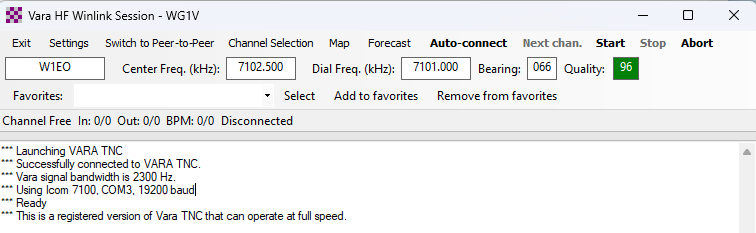 Vara HF Winlink Session - WG1V
Exit Settings Switch to Peer-to-Peer Channel Selection Map Forecast Auto-connect Next chan. Start Stop Abort
W1EO Center Freq. (kHz): 7102.500 Dial Freq. (kHz): 7101.000 Bearing: 066 Quality: 96
Favorites: Select Add to favorites Remove from favorites
Channel Free In: 0/0 Out: 0/0 BPM: 0/0 Disconnected
*** Launching VARA TNC
*** Successfully connected to VARA TNC.
*** Vara signal bandwidth is 2300 Hz.
*** Using Icom 7100, COM3, 19200 baud
*** Ready
*** This is a registered version of Vara TNC that can operate at full speed.